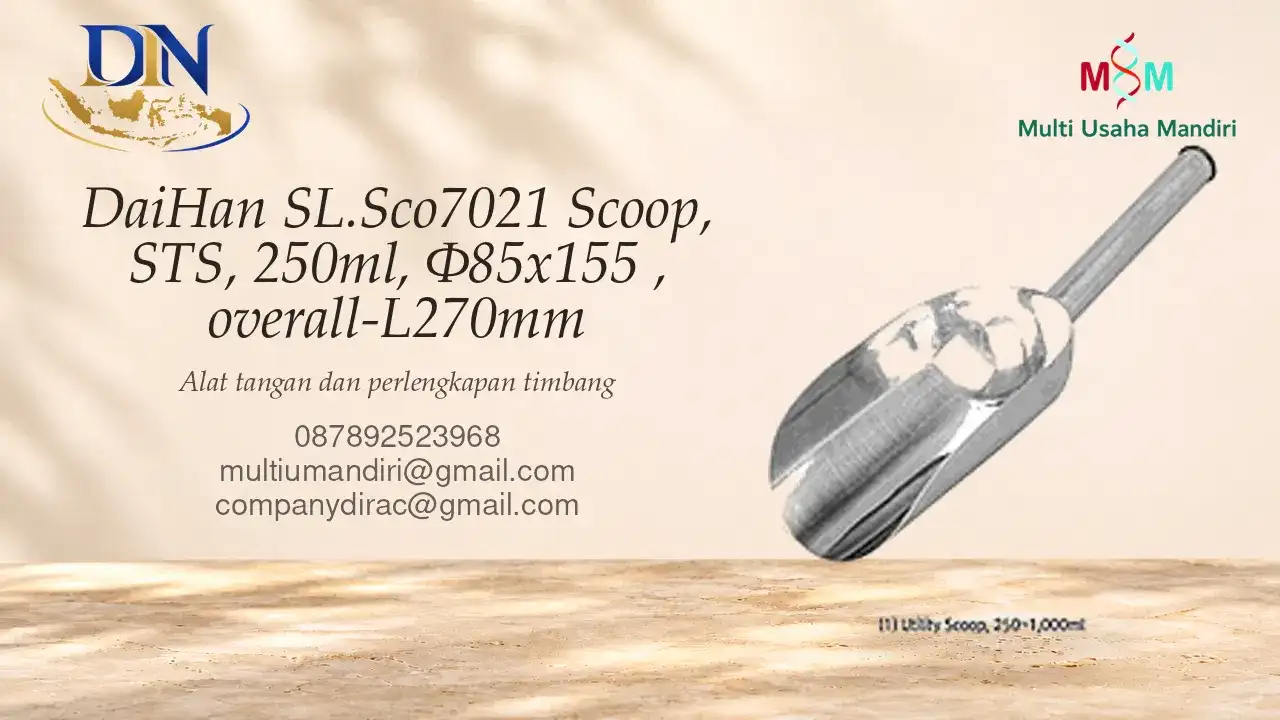 DN
M M
Multi Usaha Mandiri
DaiHan SL.Sco7021 Scoop,
STS, 250ml, Φ85x155 ,
overall-L270mm
Alat tangan dan perlengkapan timbang
087892523968
multiumandiri@gmail.com
companydirac@gmail.com
(1) Utility Scoop, 250~1,000ml